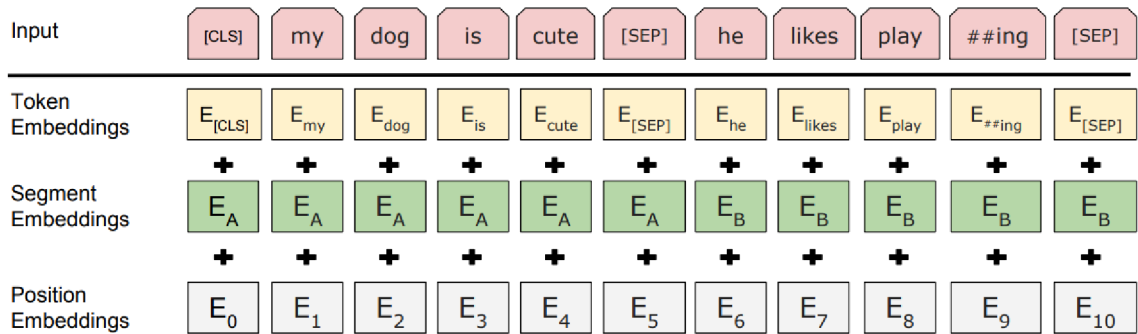 Input [CLS] my dog is cute [SEP] he likes play ##ing [SEP]
Token Embeddings E[CLS] Emy Edog Eis Ecute E[SEP] Ehe Elikes Eplay E##ing E[SEP]
+ + + + + + + + + + +
Segment Embeddings EA EA EA EA EA EA EB EB EB EB EB
+ + + + + + + + + + +
Position Embeddings E0 E1 E2 E3 E4 E5 E6 E7 E8 E9 E10